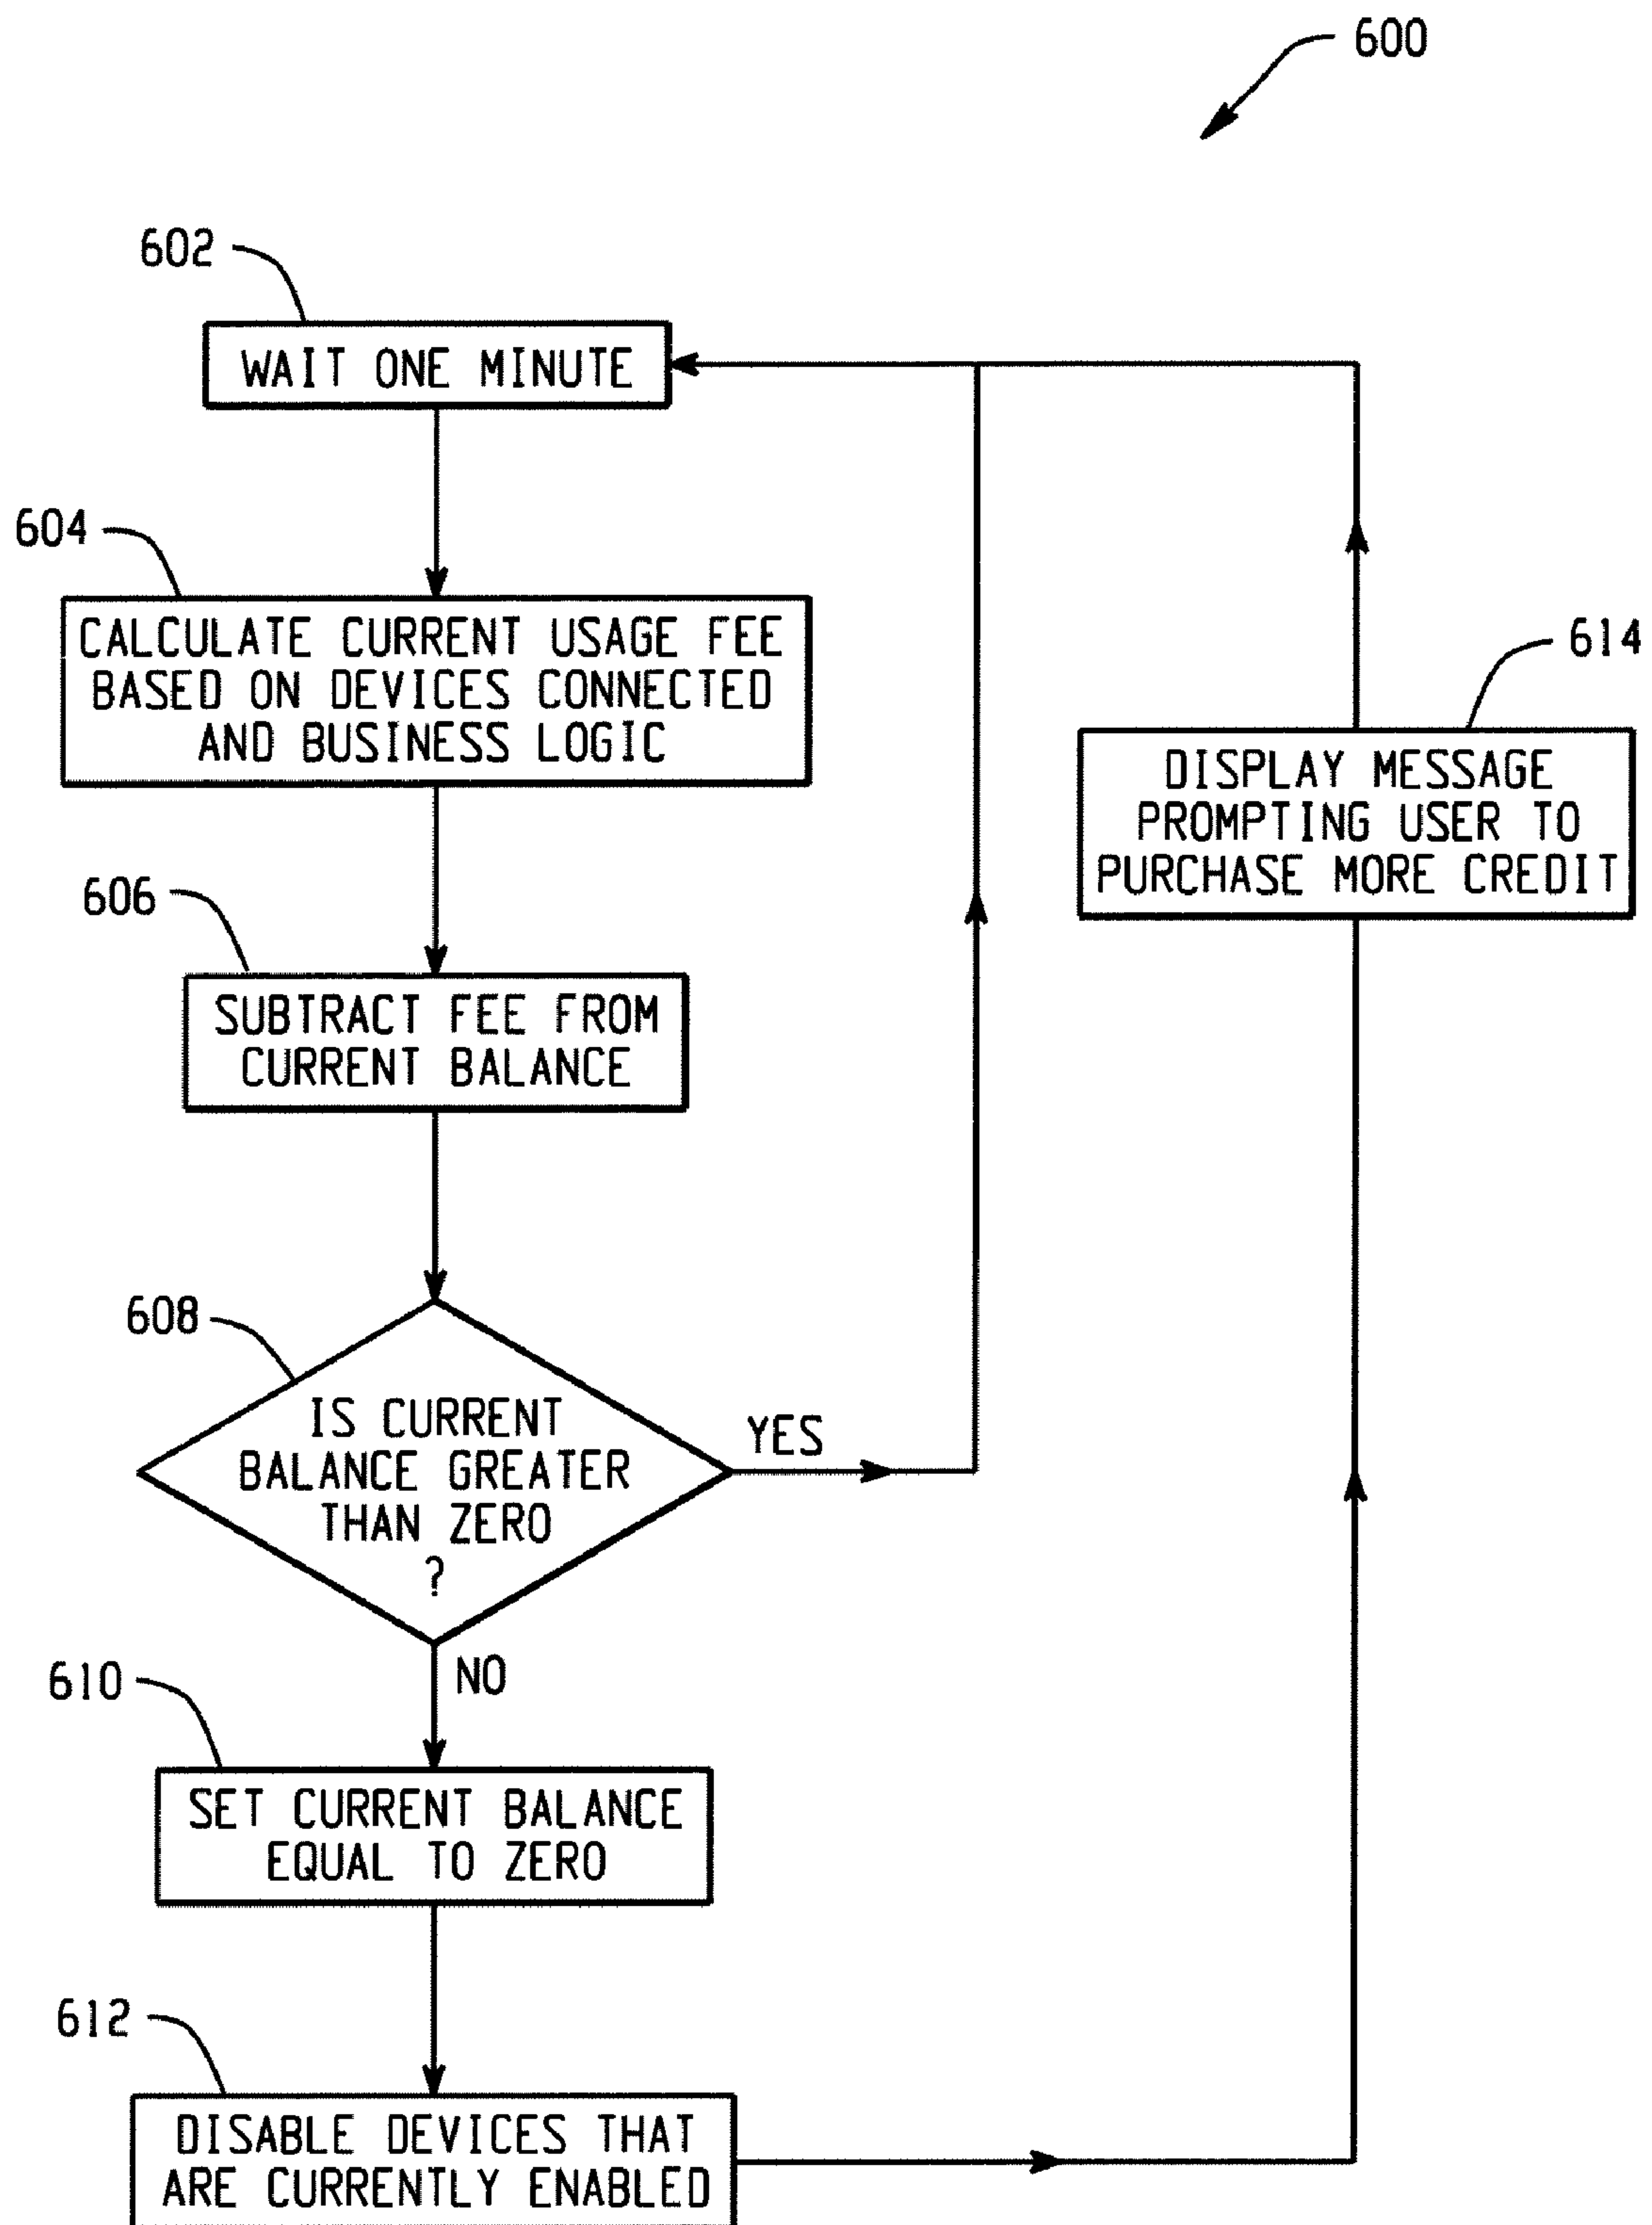 600
602
WAIT ONE MINUTE
604
CALCULATE CURRENT USAGE FEE
BASED ON DEVICES CONNECTED
AND BUSINESS LOGIC
614
DISPLAY MESSAGE
PROMPTING USER TO
PURCHASE MORE CREDIT
606
SUBTRACT FEE FROM
CURRENT BALANCE
608
IS CURRENT
BALANCE GREATER
THAN ZERO
?
YES
NO
610
SET CURRENT BALANCE
EQUAL TO ZERO
612
DISABLE DEVICES THAT
ARE CURRENTLY ENABLED